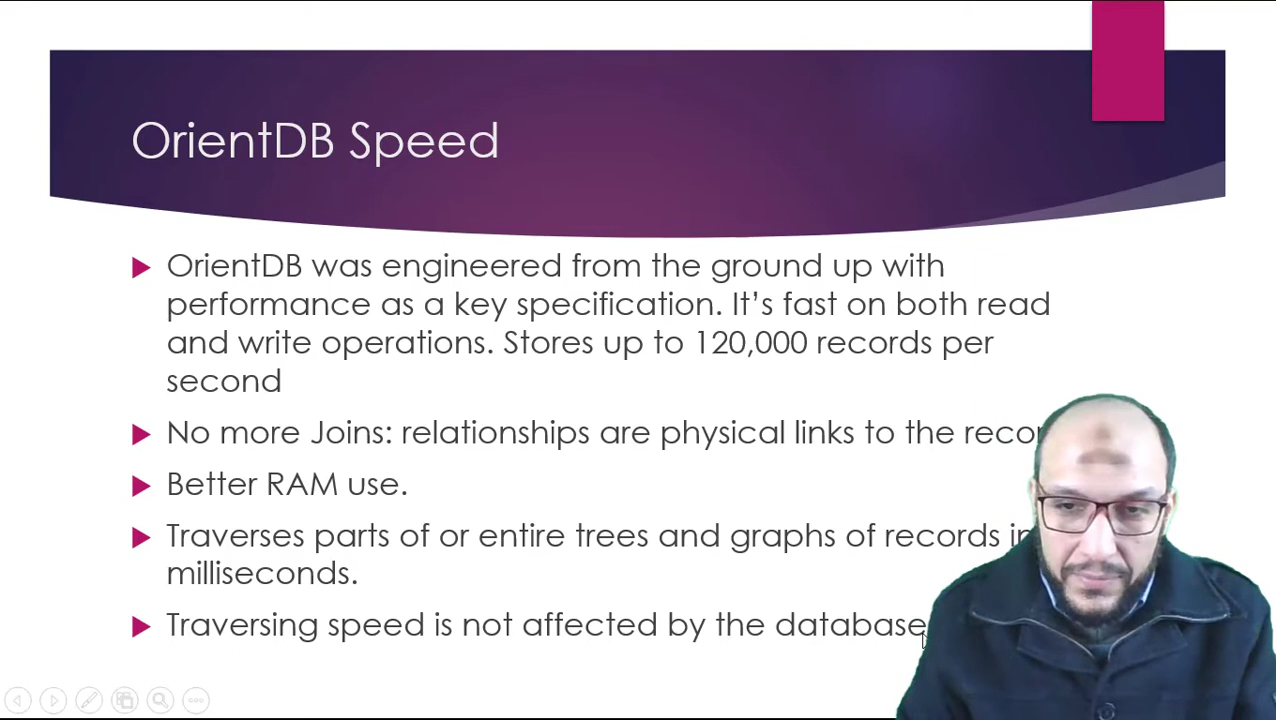 OrientDB Speed
OrientDB was engineered from the ground up with
performance as a key specification. It’s fast on both read
and write operations. Stores up to 120,000 records per
second
No more Joins: relationships are physical links to the
Better RAM use.
Traverses parts of or entire trees and graphs of records in
milliseconds.
Traversing speed is not affected by the database